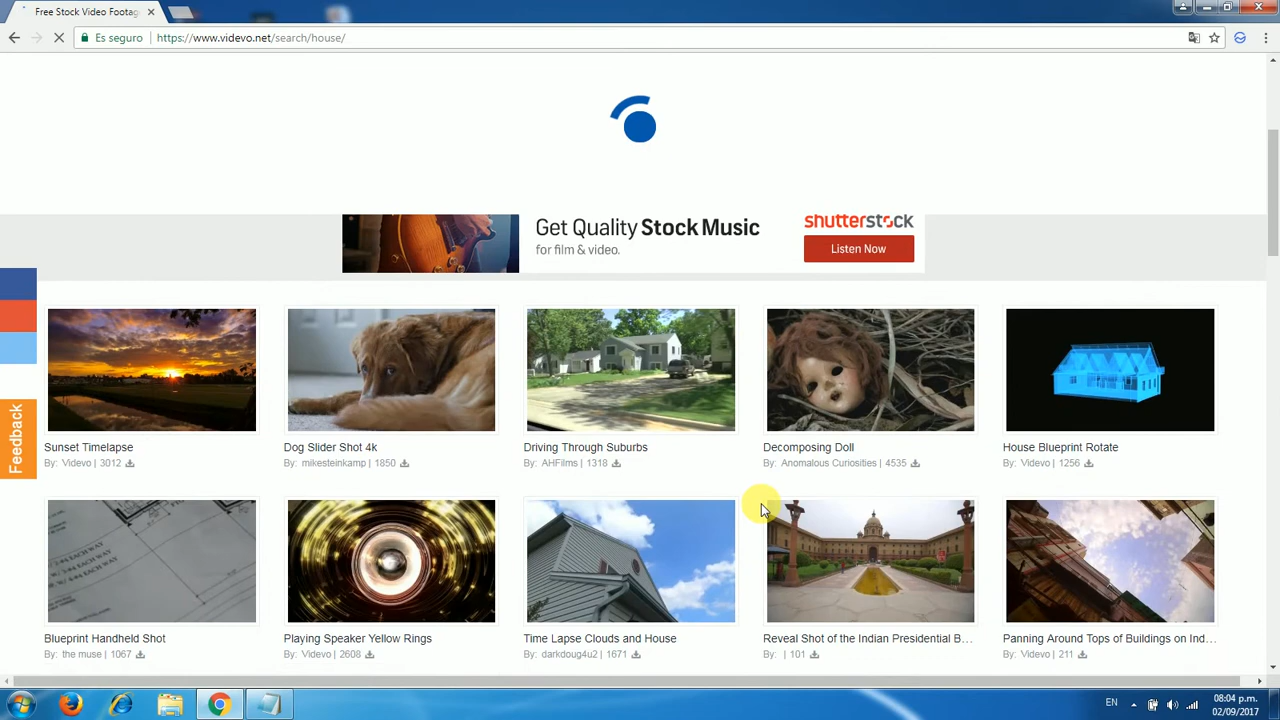 Free Stock Video Footag
Es seguro
https://www.videvo.net/search/house/
Get Quality Stock Music
for film & video.
shutterstock
Listen Now
Feedback
Sunset Timelapse
By: Videvo | 3012
Dog Slider Shot 4k
By: mikesteinkamp | 1850
Driving Through Suburbs
By: AHFilms | 1318
Decomposing Doll
By: Anomalous Curiosities | 4535
House Blueprint Rotate
By: Videvo | 1256
Blueprint Handheld Shot
By: the muse | 1067
Playing Speaker Yellow Rings
By: Videvo | 2608
Time Lapse Clouds and House
By: darkdoug4u2 | 1671
Reveal Shot of the Indian Presidential B...
By: | 101
Panning Around Tops of Buildings on Ind...
By: Videvo | 211
EN
08:04 p.m.
02/09/2017